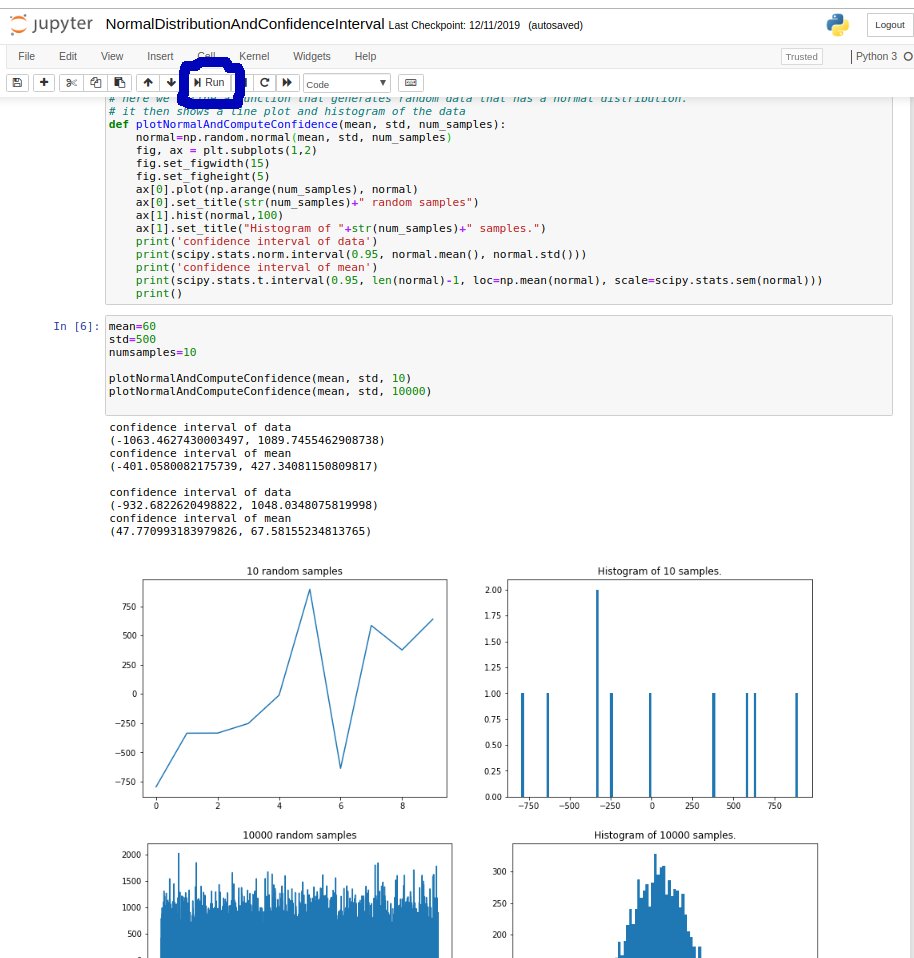 jupyter NormalDistributionAndConfidenceInterval Last Checkpoint: 12/11/2019 (autosaved) Logout
File Edit View Insert Cell Kernel Widgets Help Trusted Python 3
Run Code
# here we function that generates random data that has a normal distribution.
# it then shows a line plot and histogram of the data
def plotNormalAndComputeConfidence(mean, std, num_samples):
    normal=np.random.normal(mean, std, num_samples)
    fig, ax = plt.subplots(1,2)
    fig.set_figwidth(15)
    fig.set_figheight(5)
    ax[0].plot(np.arange(num_samples), normal)
    ax[0].set_title(str(num_samples)+" random samples")
    ax[1].hist(normal,100)
    ax[1].set_title("Histogram of "+str(num_samples)+" samples.")
    print('confidence interval of data')
    print(scipy.stats.norm.interval(0.95, normal.mean(), normal.std()))
    print('confidence interval of mean')
    print(scipy.stats.t.interval(0.95, len(normal)-1, loc=np.mean(normal), scale=scipy.stats.sem(normal)))
    print()
In [6]:
mean=60
std=500
numsamples=10
plotNormalAndComputeConfidence(mean, std, 10)
plotNormalAndComputeConfidence(mean, std, 10000)
confidence interval of data
(-1063.4627430003497, 1089.7455462908738)
confidence interval of mean
(-401.0580082175739, 427.34081150809817)
confidence interval of data
(-932.6822620498822, 1048.0348075819998)
confidence interval of mean
(47.770993183979826, 67.58155234813765)
10 random samples
750
500
250
0
−250
−500
−750
0 2 4 6 8
Histogram of 10 samples.
2.00
1.75
1.50
1.25
1.00
0.75
0.50
0.25
0.00
−750 −500 −250 0 250 500 750
10000 random samples
2000
1500
1000
500
Histogram of 10000 samples.
300
250
200